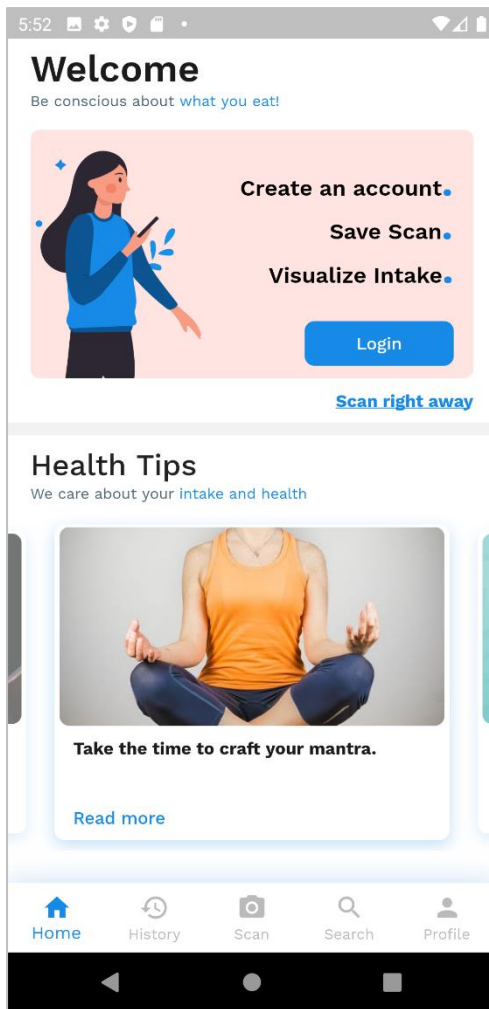 5:52
Welcome
Be conscious about what you eat!
Create an account.
Save Scan.
Visualize Intake.
Login
Scan right away
Health Tips
We care about your intake and health
Take the time to craft your mantra.
Read more
Home History Scan Search Profile